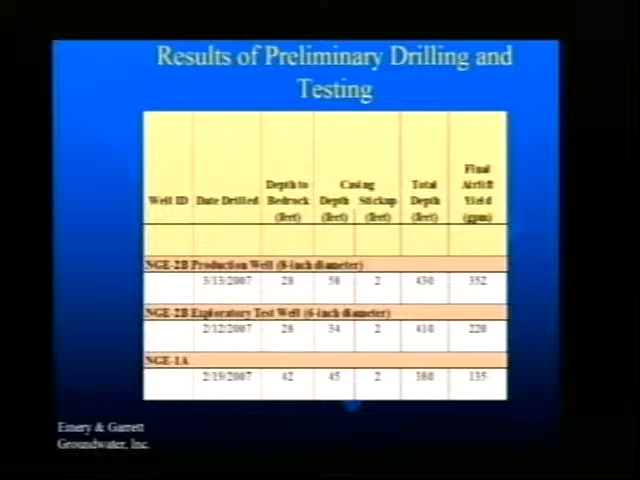 Results of Preliminary Drilling and
Testing
Well ID Date Drilled Depth to Bedrock (feet) Casing Depth (feet) Stickup (feet) Total Depth (feet) Final Airlift Yield (gpm)
NGE-2B Production Well (8-inch diameter)
3/13/2007 28 50 2 430 352
NGE-2B Exploratory Test Well (6-inch diameter)
2/12/2007 26 34 2 410 220
NGE-1A
2/19/2007 42 45 2 380 135
Emery & Garrett
Groundwater, Inc.